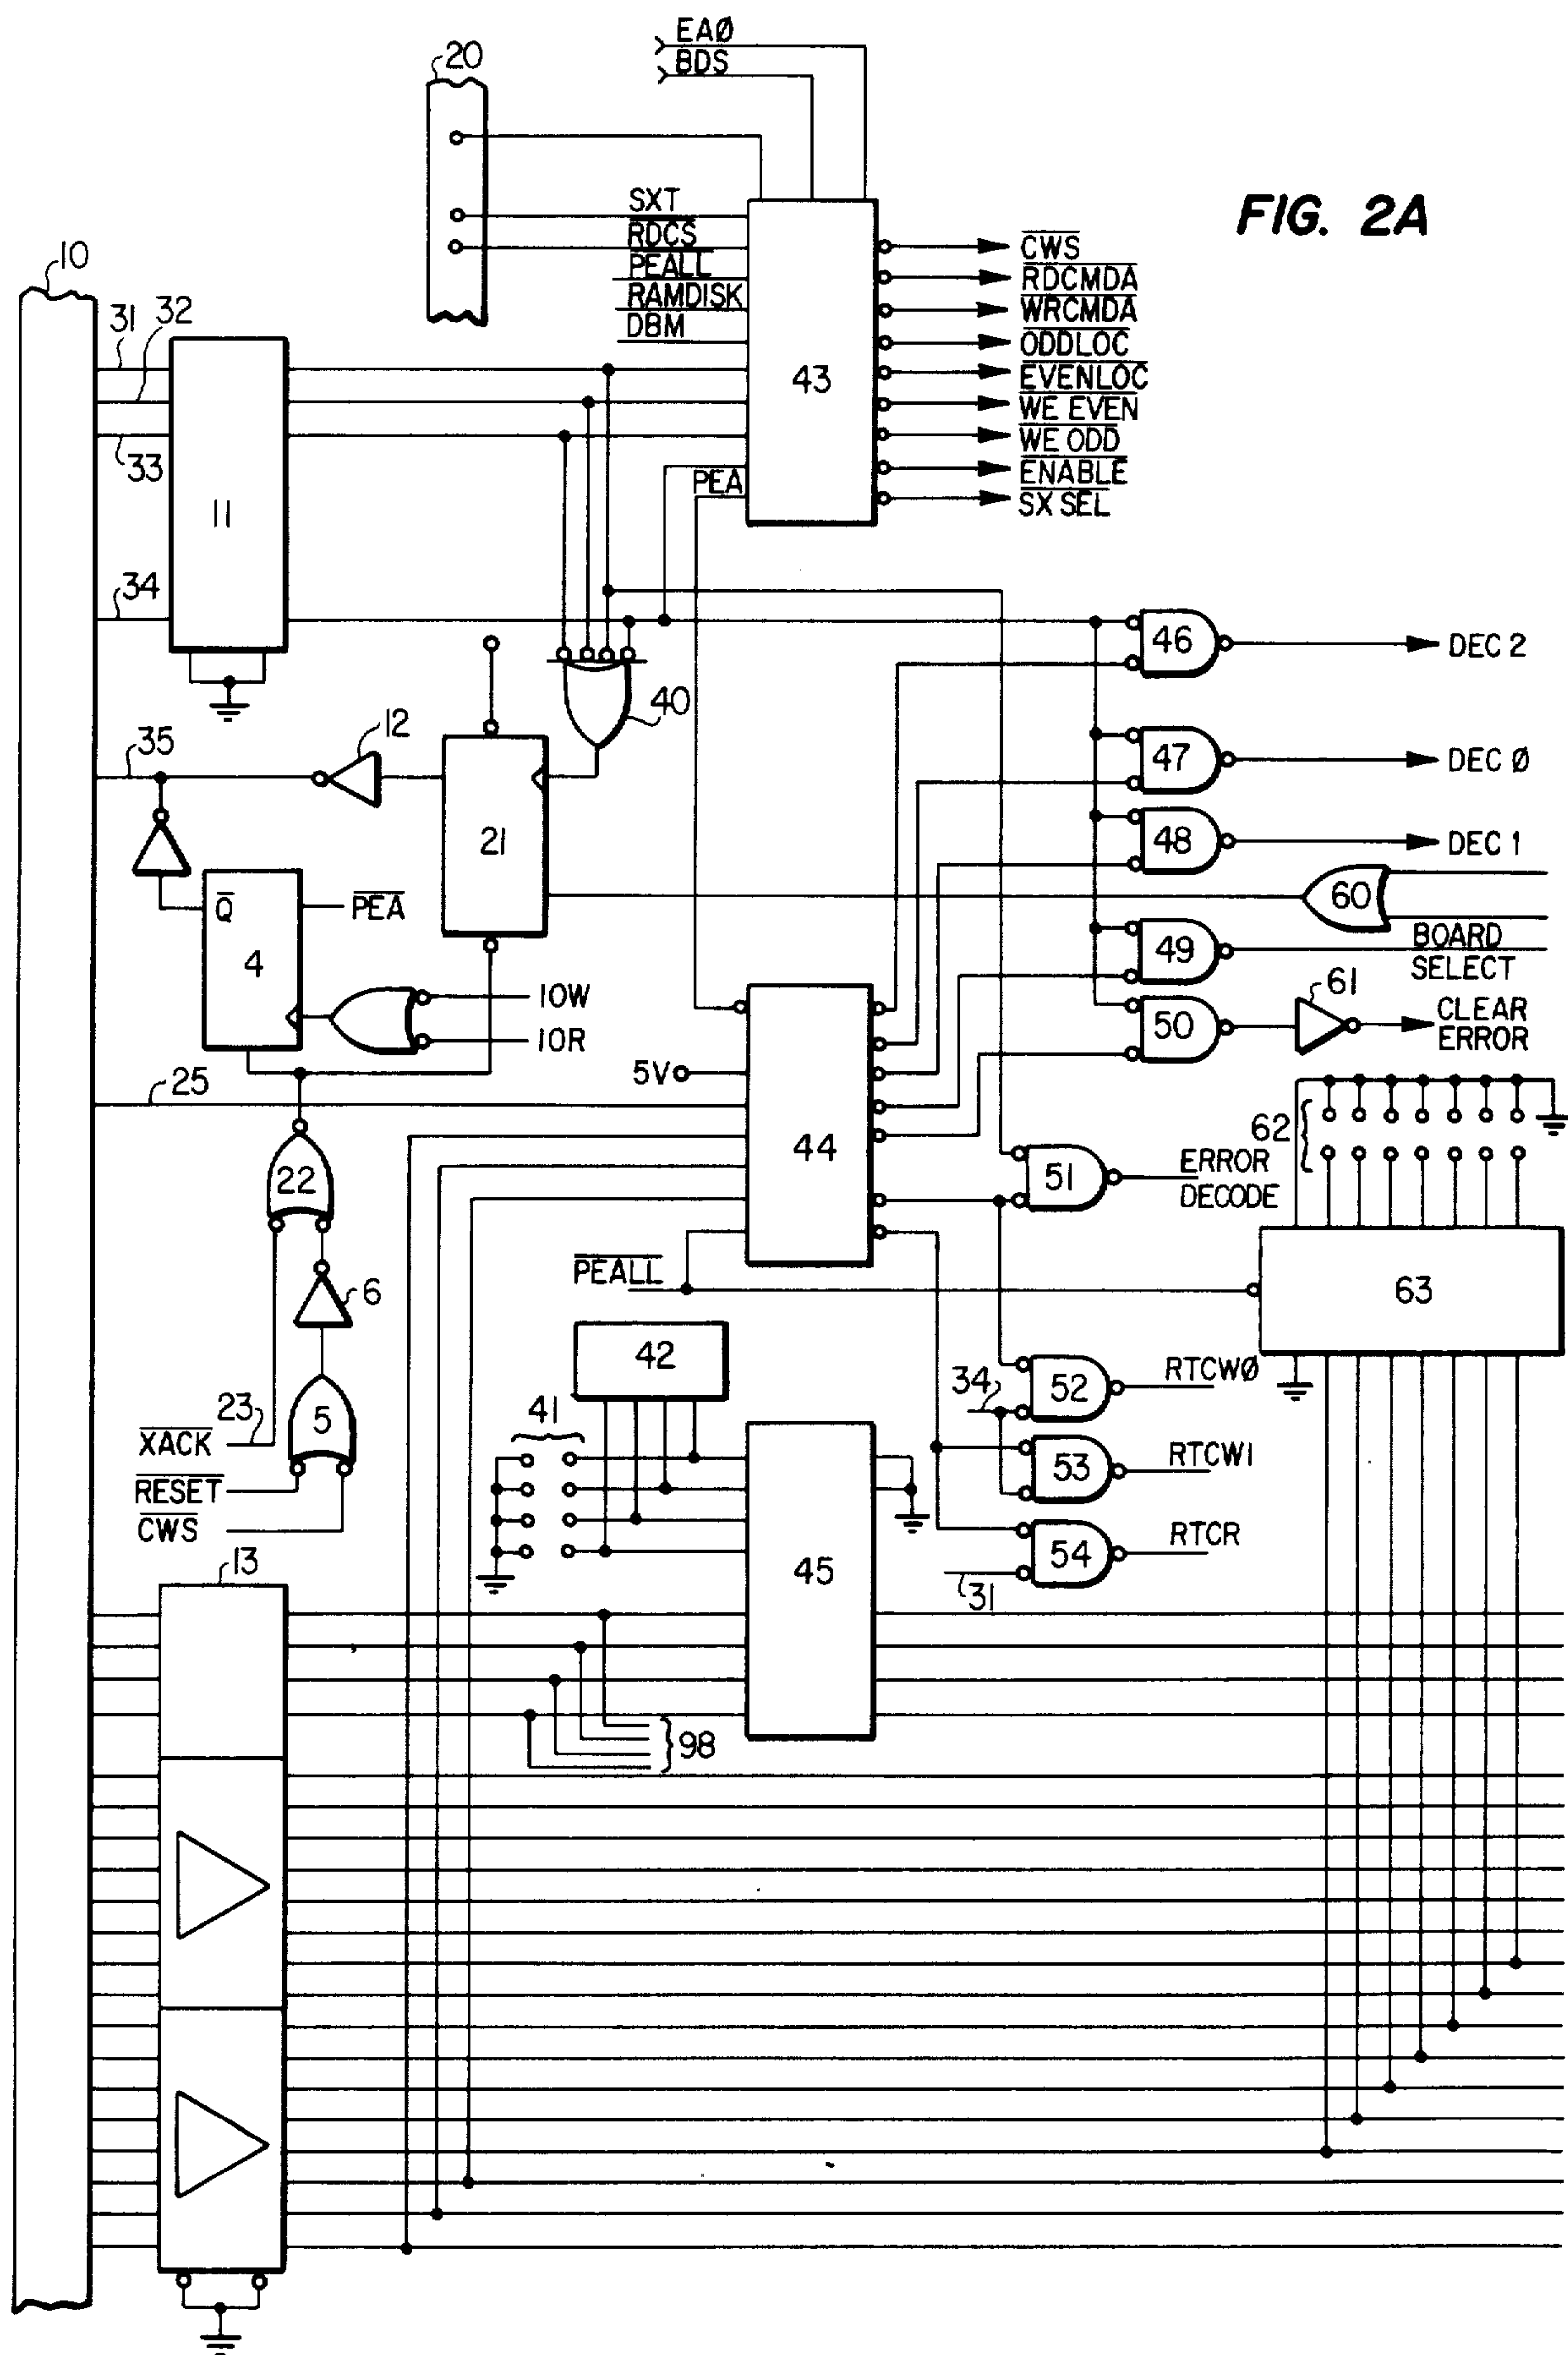 EAØ
BDS
20
FIG. 2A
SXT
RDCS
PEALL
RAMDISK
DBM
CWS
RDCMDA
WRCMDA
ODDLOC
EVENLOC
WE EVEN
WE ODD
ENABLE
SX SEL
43
10
31
32
33
11
PEA
34
46
DEC 2
40
12
35
47
DEC Ø
21
48
DEC 1
Q
PEA
60
4
49
BOARD
SELECT
IOW
IOR
61
50
CLEAR
ERROR
5V
25
44
62
22
51
ERROR
DECODE
PEALL
63
6
42
34
52
RTCWØ
41
23
5
XACK
53
RTCW1
RESET
CWS
45
54
RTCR
31
13
98